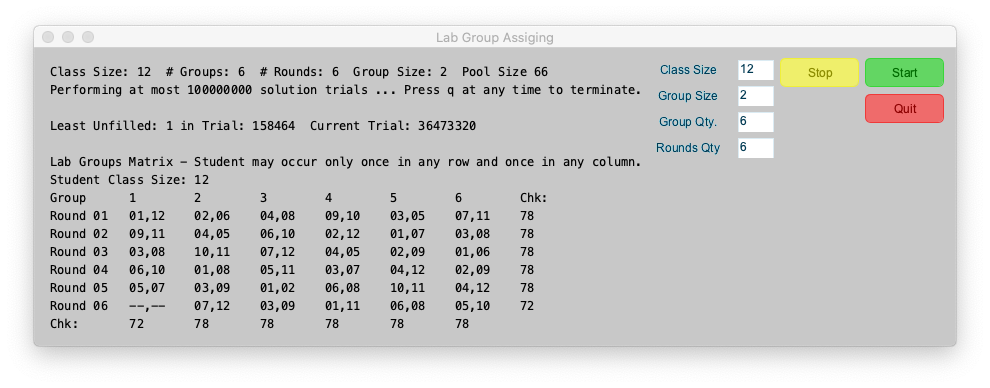 Lab Group Assiging
Class Size: 12  # Groups: 6  # Rounds: 6  Group Size: 2  Pool Size 66
Performing at most 100000000 solution trials ... Press q at any time to terminate.
Least Unfilled: 1 in Trial: 158464  Current Trial: 36473320
Lab Groups Matrix – Student may occur only once in any row and once in any column.
Student Class Size: 12
Group 1 2 3 4 5 6 Chk:
Round 01 01,12 02,06 04,08 09,10 03,05 07,11 78
Round 02 09,11 04,05 06,10 02,12 01,07 03,08 78
Round 03 03,08 10,11 07,12 04,05 02,09 01,06 78
Round 04 06,10 01,08 05,11 03,07 04,12 02,09 78
Round 05 05,07 03,09 01,02 06,08 10,11 04,12 78
Round 06 --,-- 07,12 03,09 01,11 06,08 05,10 72
Chk: 72 78 78 78 78 78
Class Size 12
Group Size 2
Group Qty. 6
Rounds Qty 6
Stop
Start
Quit